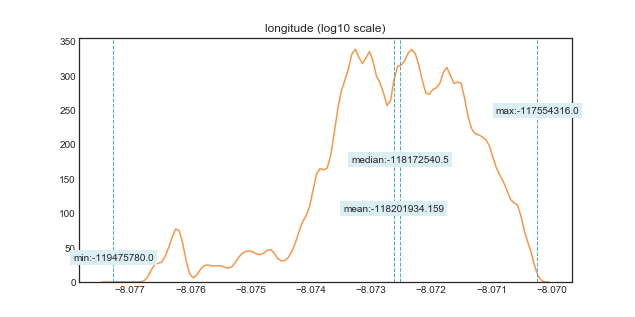 longitude (log10 scale)
350
300
250
200
150
100
50
0
max:-117554316.0
median:-118172540.5
mean:-118201934.159
min:-119475780.0
−8.077 −8.076 −8.075 −8.074 −8.073 −8.072 −8.071 −8.070